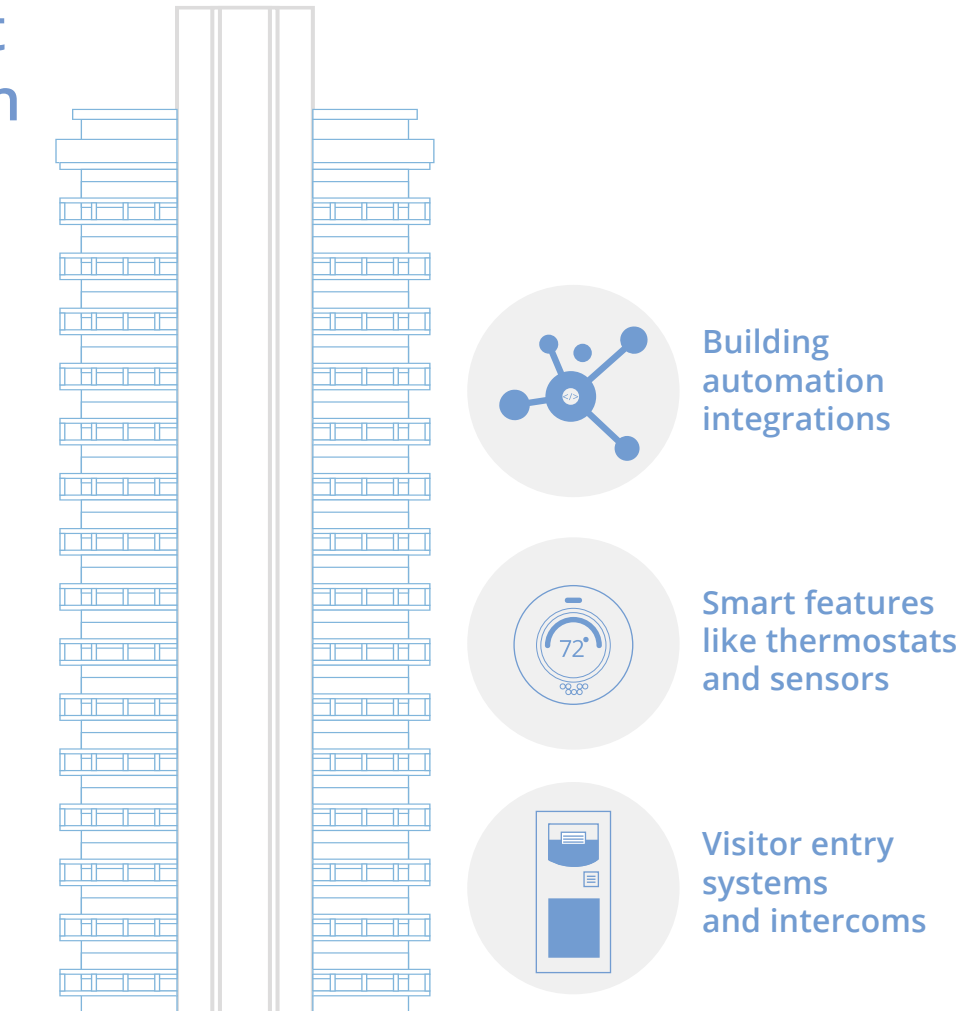 Building
automation
integrations
</>
Smart features
like thermostats
and sensors
72°
Visitor entry
systems
and intercoms